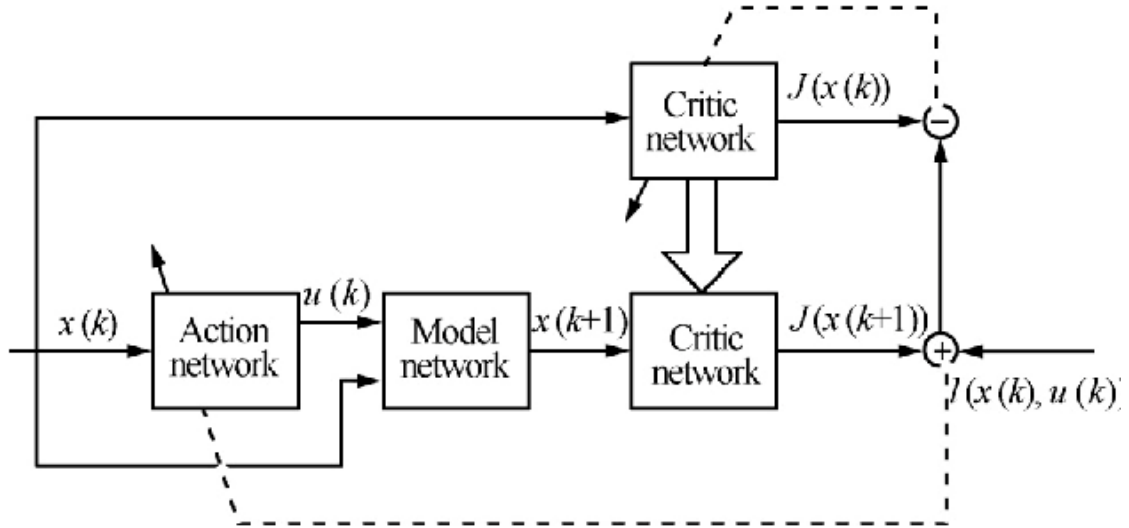 Critic
network
J(x(k))
−
x(k)
Action
network
u(k)
Model
network
x(k+1)
Critic
network
J(x(k+1))
+
l(x(k), u(k))